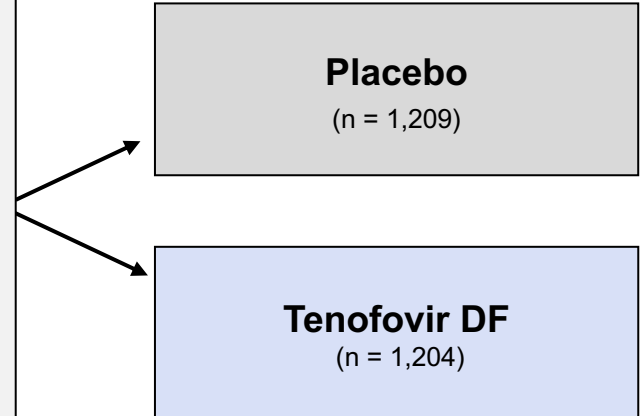 Placebo
(n = 1,209)
Tenofovir DF
(n = 1,204)